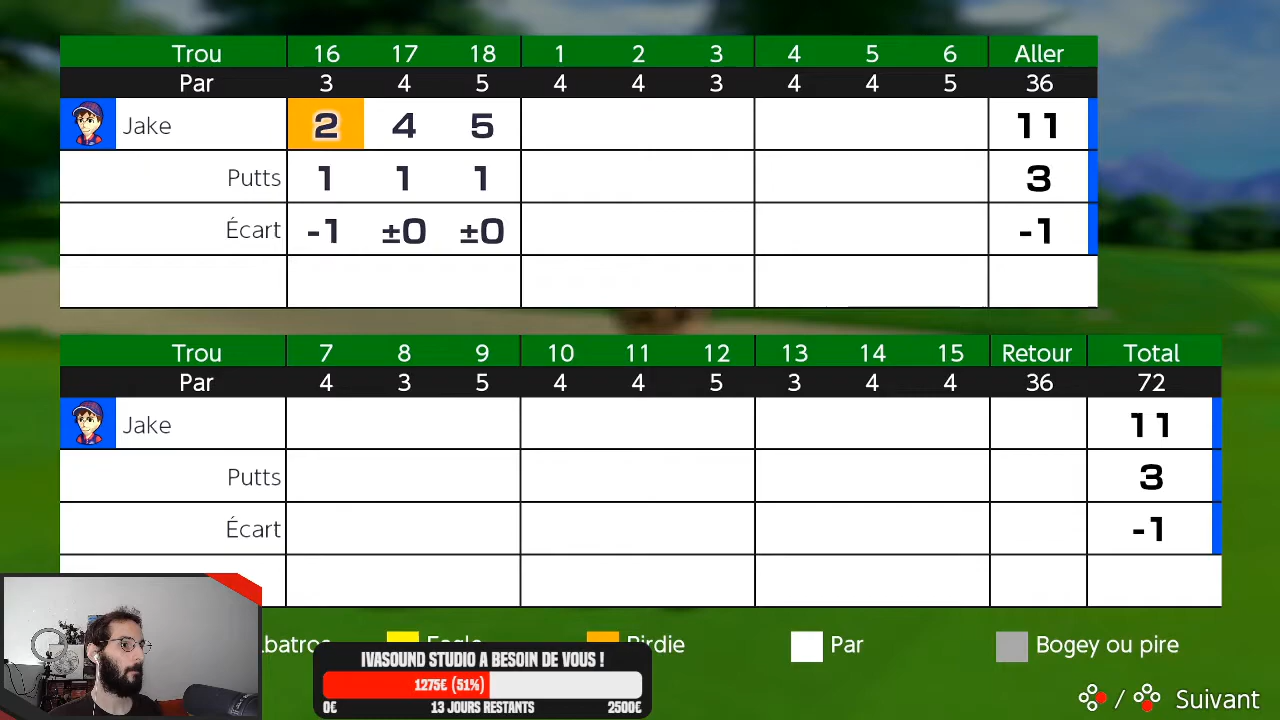 Trou 16 17 18 1 2 3 4 5 6 Aller
Par 3 4 5 4 4 3 4 4 5 36
Jake 2 4 5 11
Putts 1 1 1 3
Écart -1 ±0 ±0 -1
Trou 7 8 9 10 11 12 13 14 15 Retour Total
Par 4 3 5 4 4 5 3 4 4 36 72
Jake 11
Putts 3
Écart -1
Eagle Birdie Par Bogey ou pire
IVASOUND STUDIO A BESOIN DE VOUS !
1275€ (51%)
0€ 13 JOURS RESTANTS 2500€
/ Suivant